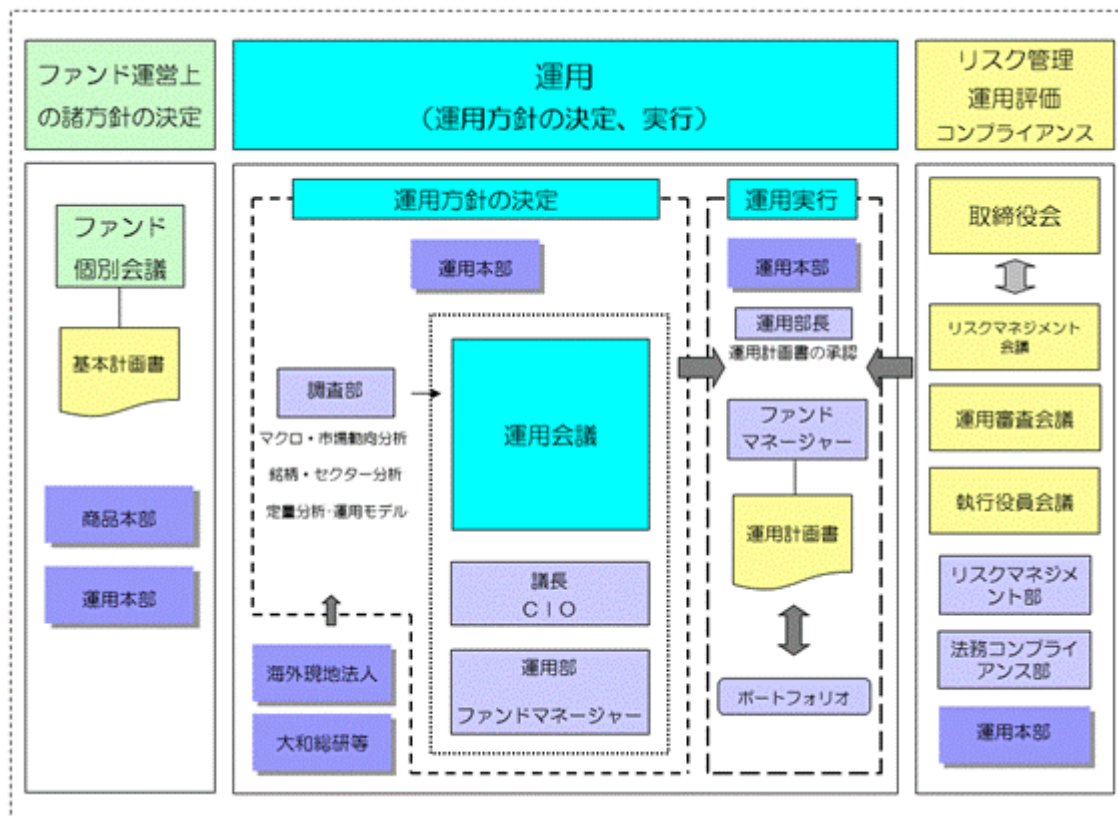 ファンド運営上
の諸方針の決定
運用
（運用方針の決定、実行）
リスク管理
運用評価
コンプライアンス
ファンド
個別会議
基本計画書
商品本部
運用本部
運用方針の決定
運用本部
調査部
マクロ・市場動向分析
銘柄・セクター分析
定量分析・運用モデル
運用会議
議長
ＣＩＯ
運用部
ファンドマネージャー
海外現地法人
大和総研等
運用実行
運用本部
運用部長
運用計画書の承認
ファンド
マネージャー
運用計画書
ポートフォリオ
取締役会
リスクマネジメント
会議
運用審査会議
執行役員会議
リスクマネジメ
ント部
法務コンプライ
アンス部
運用本部